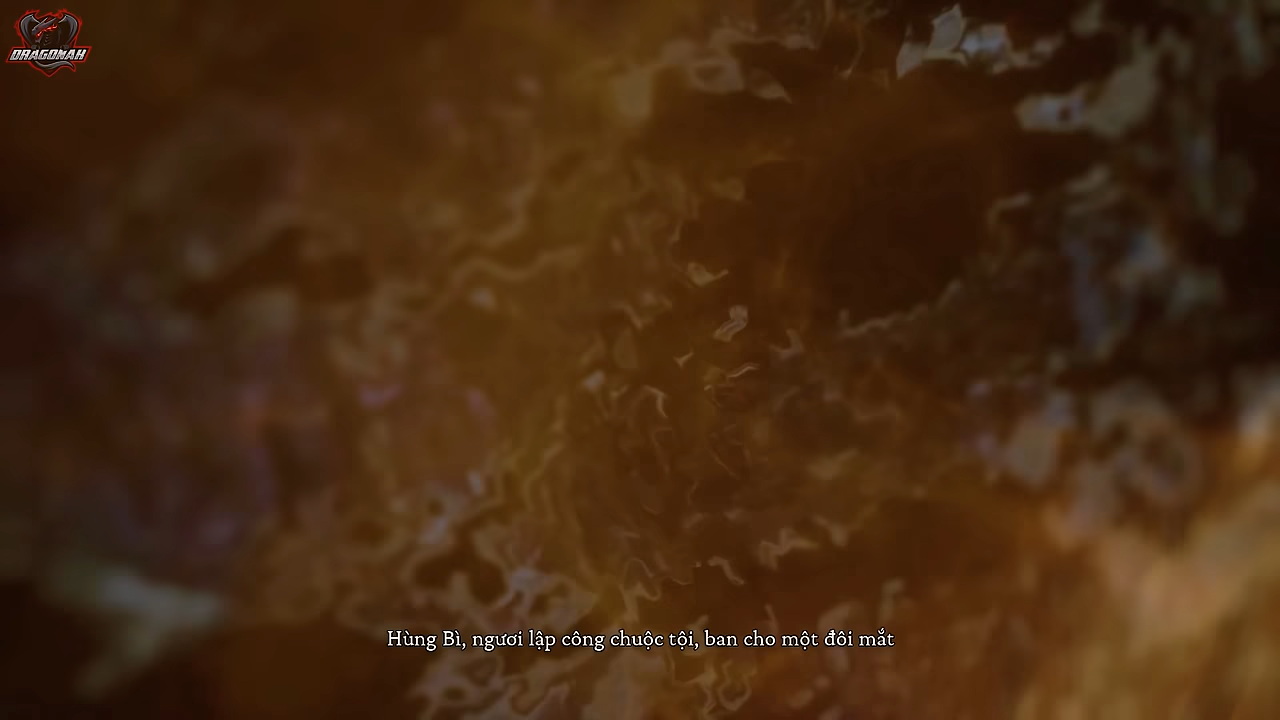 DRAGONAH
Hùng Bì, ngươi lập công chuộc tội, ban cho một đôi mắt